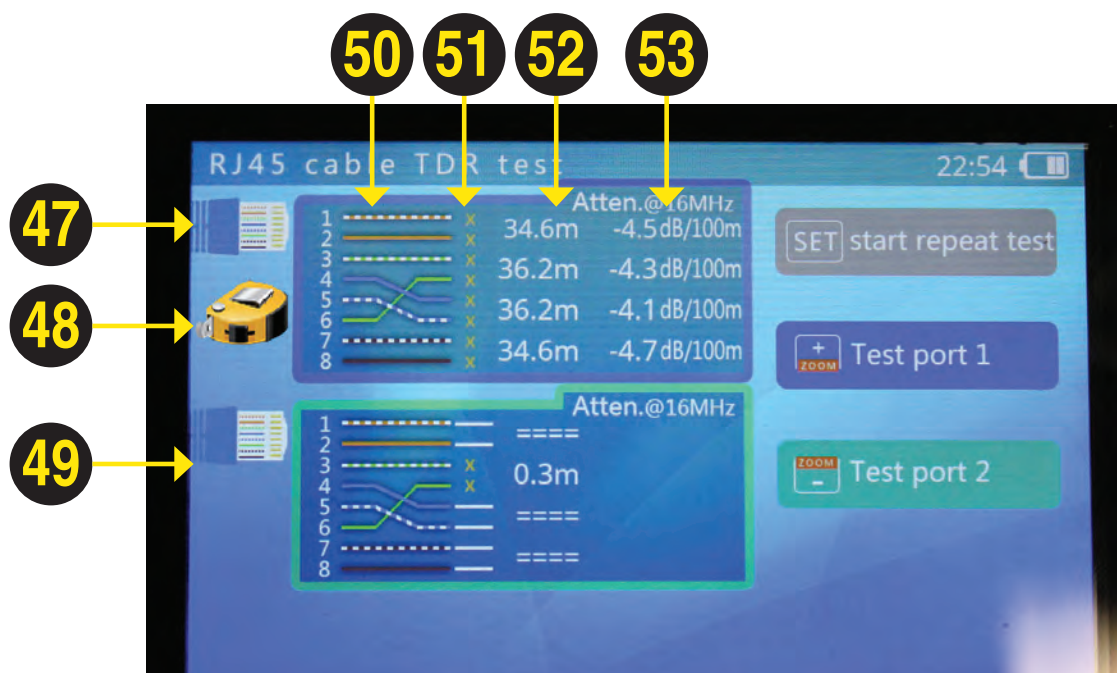 50 51 52 53
RJ45 cable TDR test 22:54
47
48
49
Atten.@16MHz
1
2 34.6m -4.5dB/100m
3
4 36.2m -4.3dB/100m
5
6 36.2m -4.1dB/100m
7
8 34.6m -4.7dB/100m
x
x
x
x
x
x
x
x
SET start repeat test
+
ZOOM Test port 1
Atten.@16MHz
1
2 ====
3 x
4 x 0.3m
5
6 ====
7
8 ====
ZOOM
- Test port 2